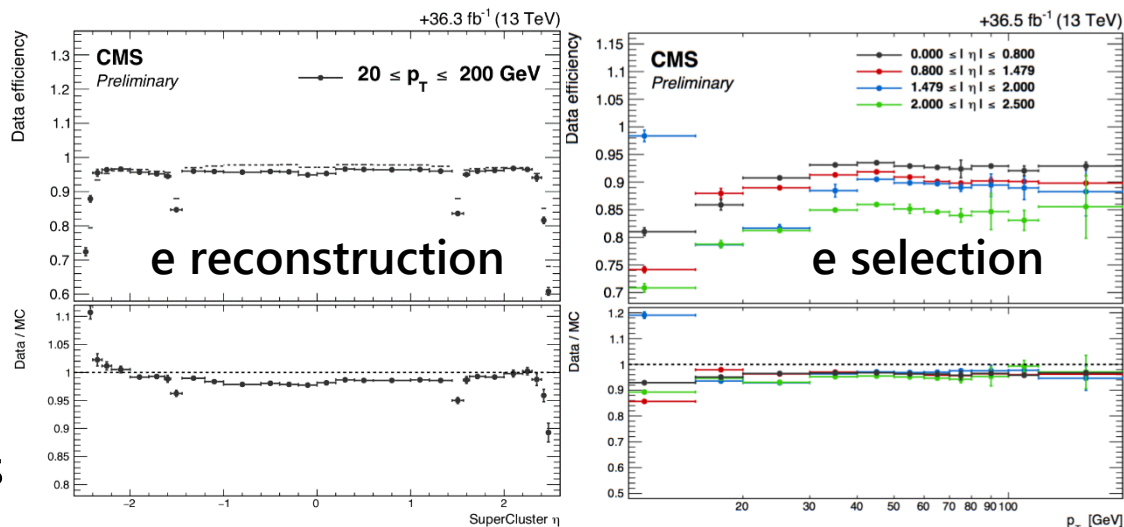 +36.3 fb⁻¹ (13 TeV)
CMS
Preliminary
20 ≤ p_T ≤ 200 GeV
Data efficiency
1.3
1.2
1.1
1
0.9
0.8
0.7
0.6
e reconstruction
Data / MC
1.1
1.05
1
0.95
0.9
0.85
0.8
−2 −1 0 1 2
SuperCluster η
+36.5 fb⁻¹ (13 TeV)
CMS
Preliminary
0.000 ≤ | η | ≤ 0.800
0.800 ≤ | η | ≤ 1.479
1.479 ≤ | η | ≤ 2.000
2.000 ≤ | η | ≤ 2.500
Data efficiency
1.15
1.1
1.05
1
0.95
0.9
0.85
0.8
0.75
0.7
e selection
Data / MC
1.2
1.1
1
0.9
0.8
0.7
0.6
0.5
20 30 40 50 60 70 80 90 100
p_T [GeV]